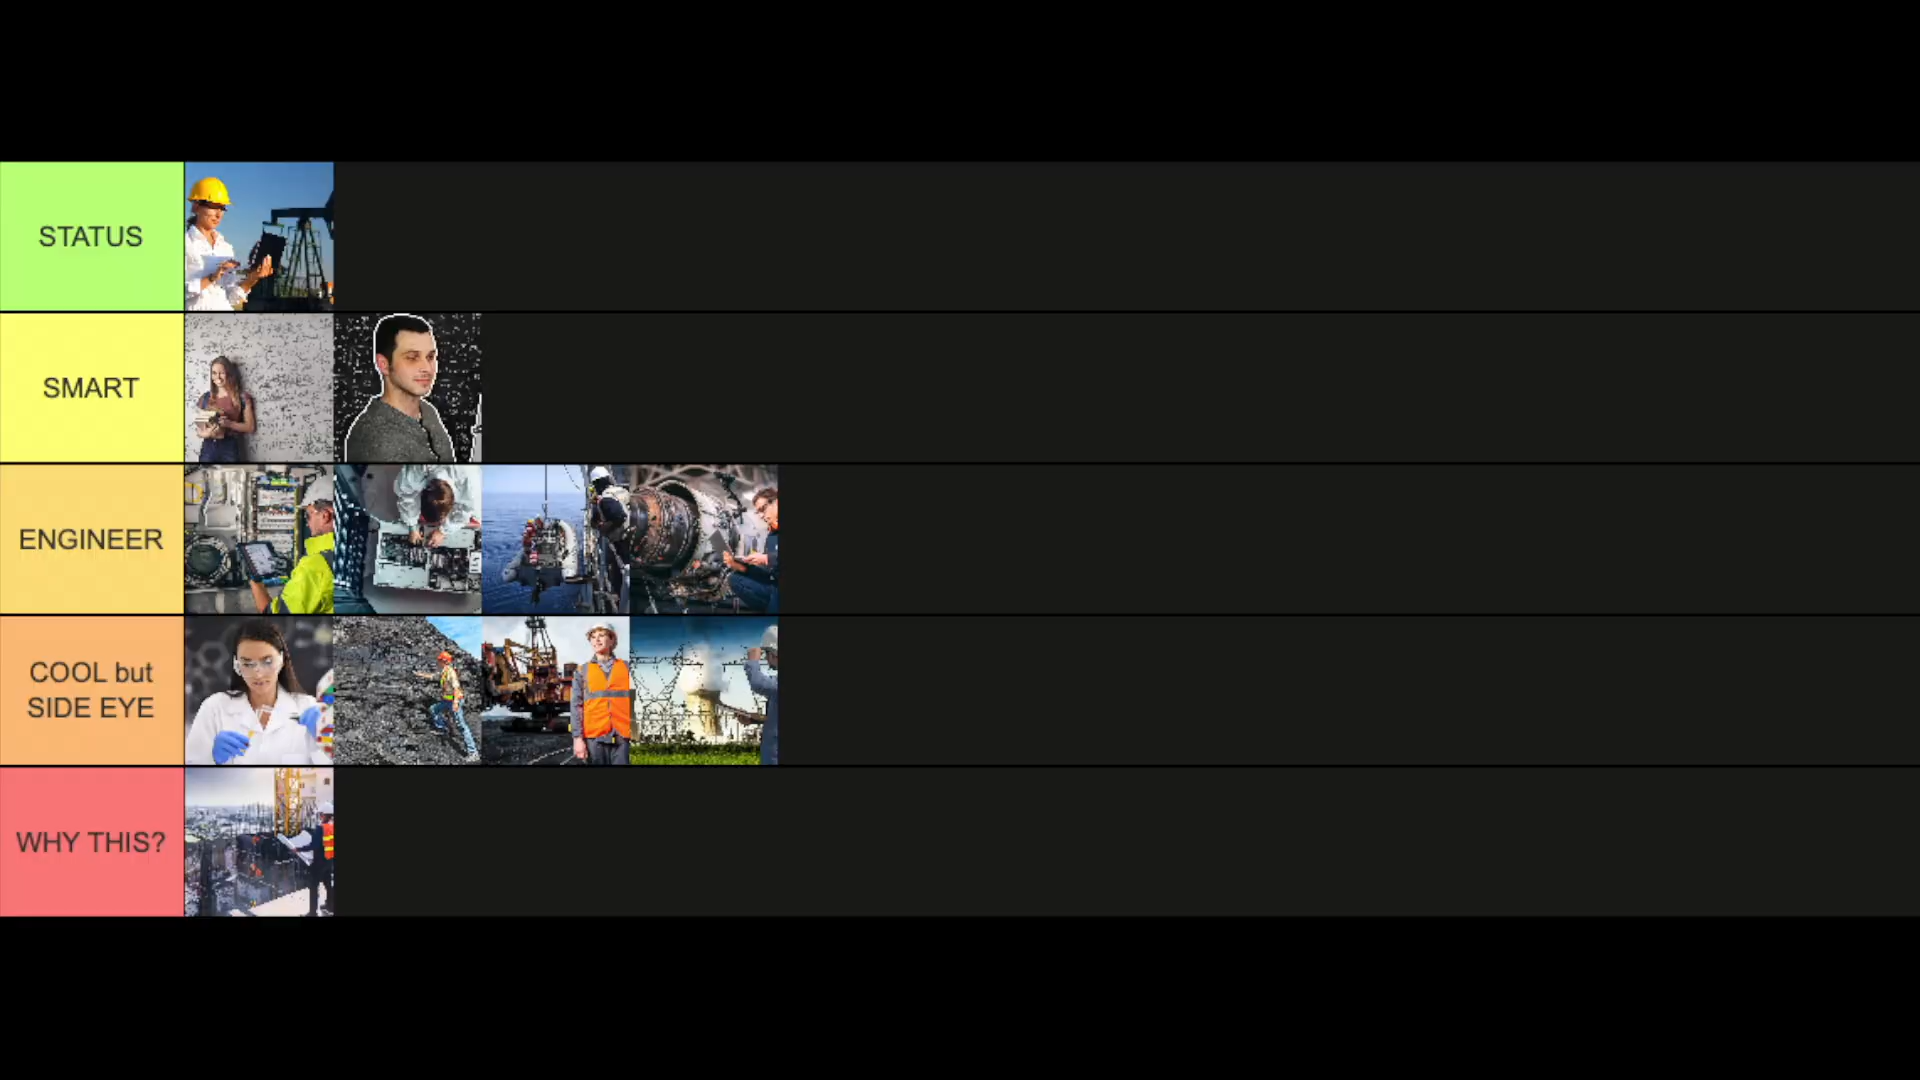 STATUS
SMART
ENGINEER
COOL but
SIDE EYE
WHY THIS?